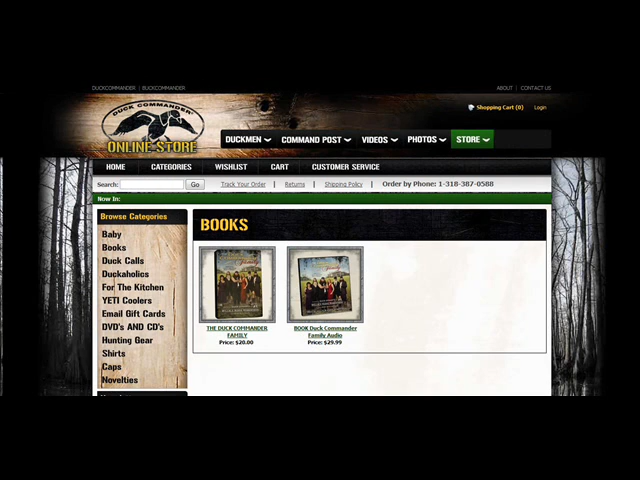 DUCKCOMMANDER | BUCKCOMMANDER
ABOUT | CONTACT US
DUCK COMMANDER
ONLINE STORE
Shopping Cart (0) Login
DUCKMEN COMMAND POST VIDEOS PHOTOS STORE
HOME CATEGORIES WISHLIST CART CUSTOMER SERVICE
Search: Go Track Your Order | Returns | Shipping Policy | Order by Phone: 1-318-387-0588
Now In:
Browse Categories
Baby
Books
Duck Calls
Duckaholics
For The Kitchen
YETI Coolers
Email Gift Cards
DVD's AND CD's
Hunting Gear
Shirts
Caps
Novelties
BOOKS
THE DUCK COMMANDER
FAMILY
Price: $20.00
BOOK Duck Commander
Family Audio
Price: $29.99